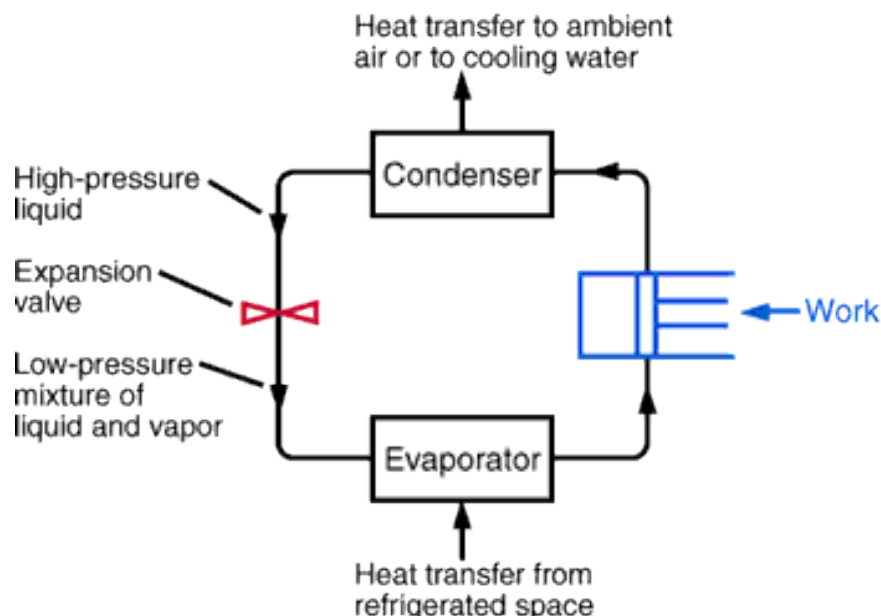 Heat transfer to ambient
air or to cooling water
Condenser
High-pressure
liquid
Expansion
valve
Work
Low-pressure
mixture of
liquid and vapor
Evaporator
Heat transfer from
refrigerated space